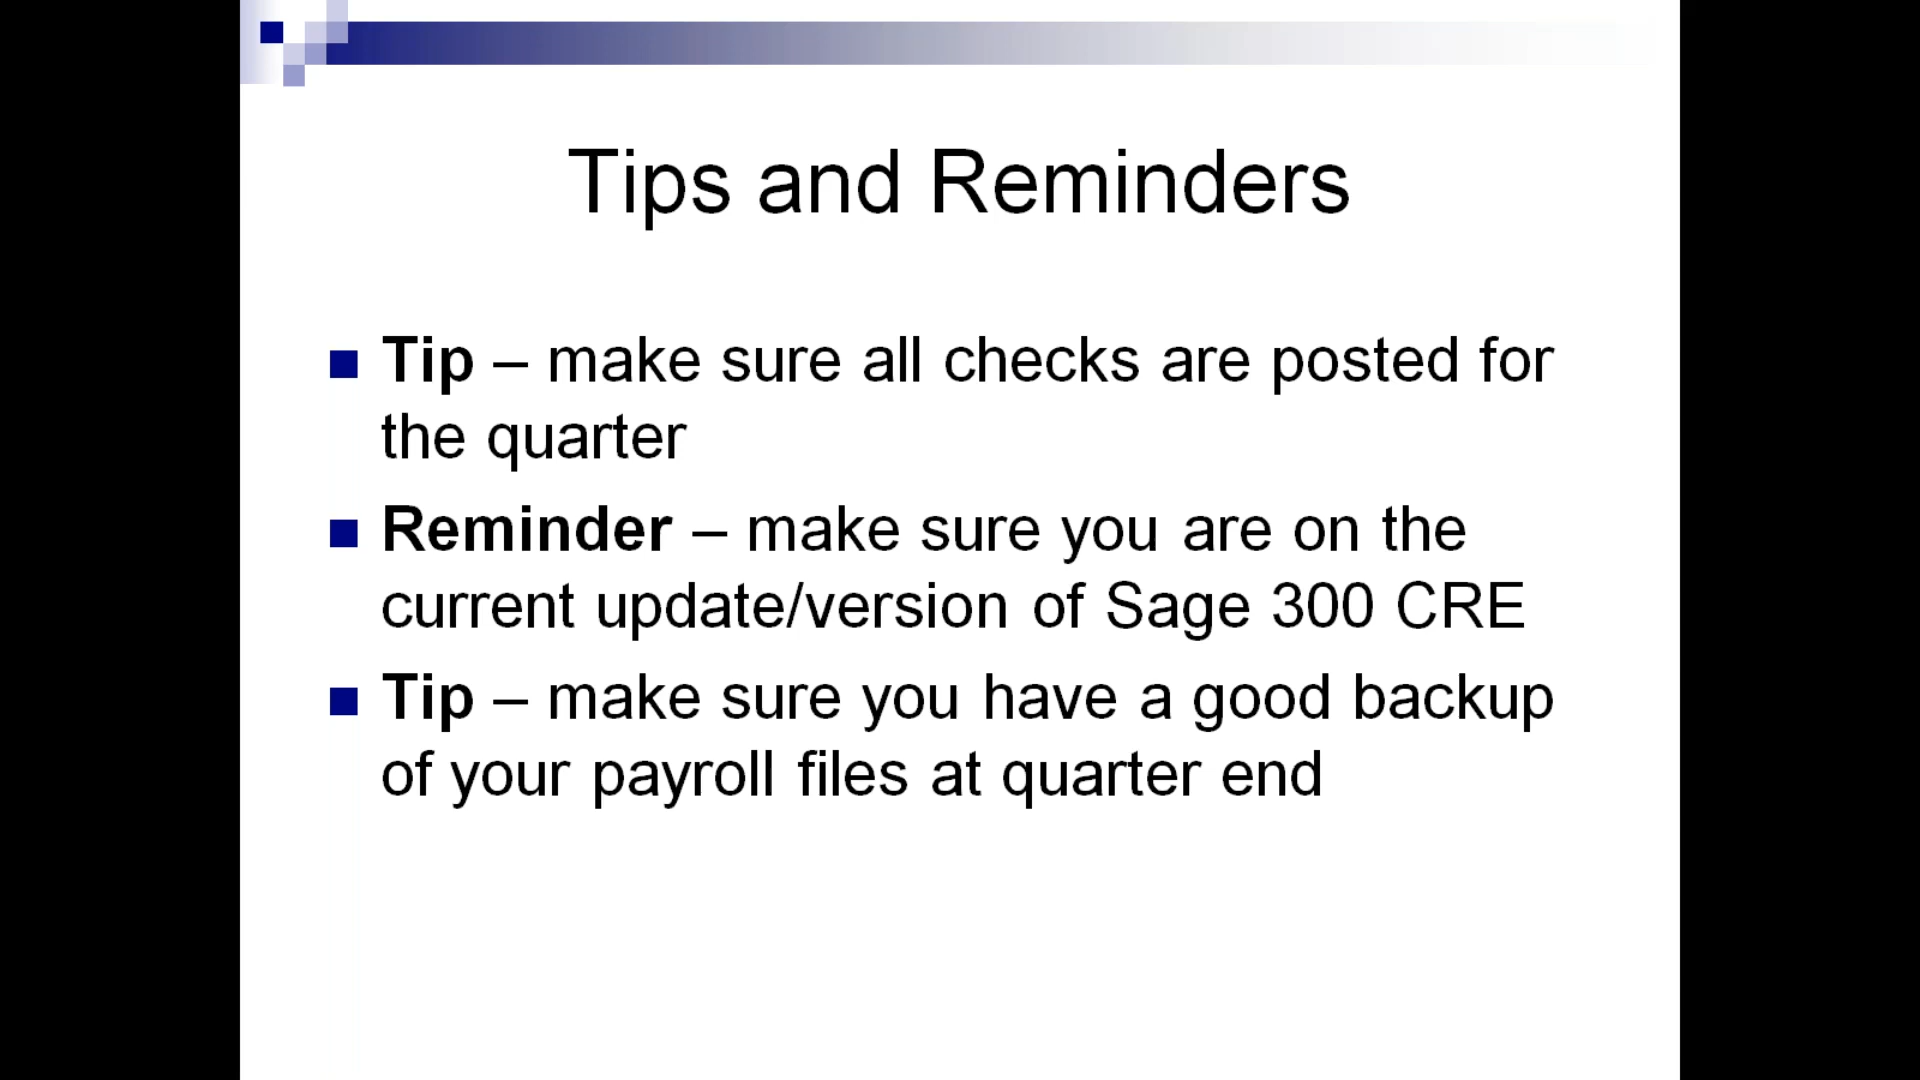 Tips and Reminders
Tip – make sure all checks are posted for
the quarter
Reminder – make sure you are on the
current update/version of Sage 300 CRE
Tip – make sure you have a good backup
of your payroll files at quarter end